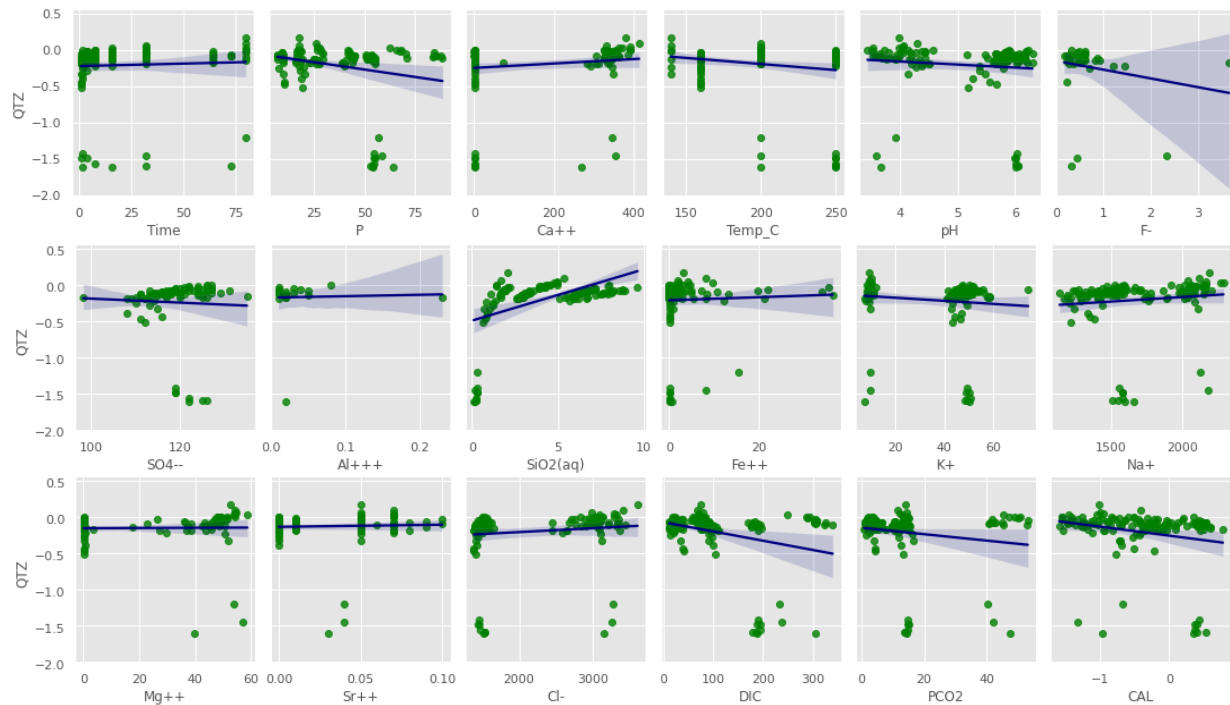 0.5
0.0
−0.5
−1.0
−1.5
−2.0
QTZ
0 25 50 75
Time
25 50 75
P
0 200 400
Ca++
150 200 250
Temp_C
4 5 6
pH
0 1 2 3
F-
0.5
0.0
−0.5
−1.0
−1.5
−2.0
QTZ
100 120
SO4--
0.0 0.1 0.2
Al+++
0 5 10
SiO2(aq)
0 20
Fe++
20 40 60
K+
1500 2000
Na+
0.5
0.0
−0.5
−1.0
−1.5
−2.0
QTZ
0 20 40 60
Mg++
0.00 0.05 0.10
Sr++
2000 3000
Cl-
0 100 200 300
DIC
0 20 40
PCO2
−1 0
CAL